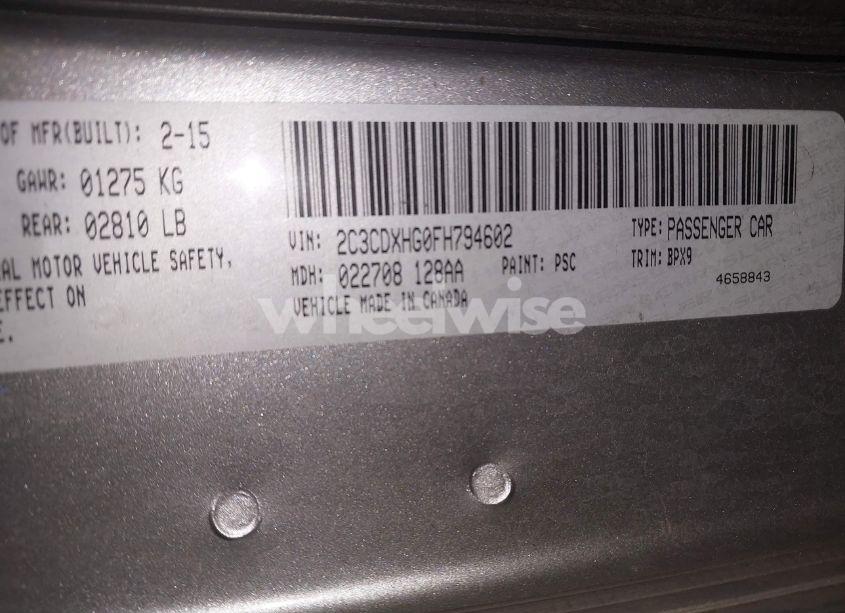 OF MFR(BUILT): 2-15
GAWR: 01275 KG
REAR: 02810 LB
AL MOTOR VEHICLE SAFETY,
EFFECT ON
E.
VIN: 2C3CDXHG0FH794602 TYPE: PASSENGER CAR
MDH: 022708 128AA PAINT: PSC TRIM: BPX9
VEHICLE MADE IN CANADA 4658843
wheelwise